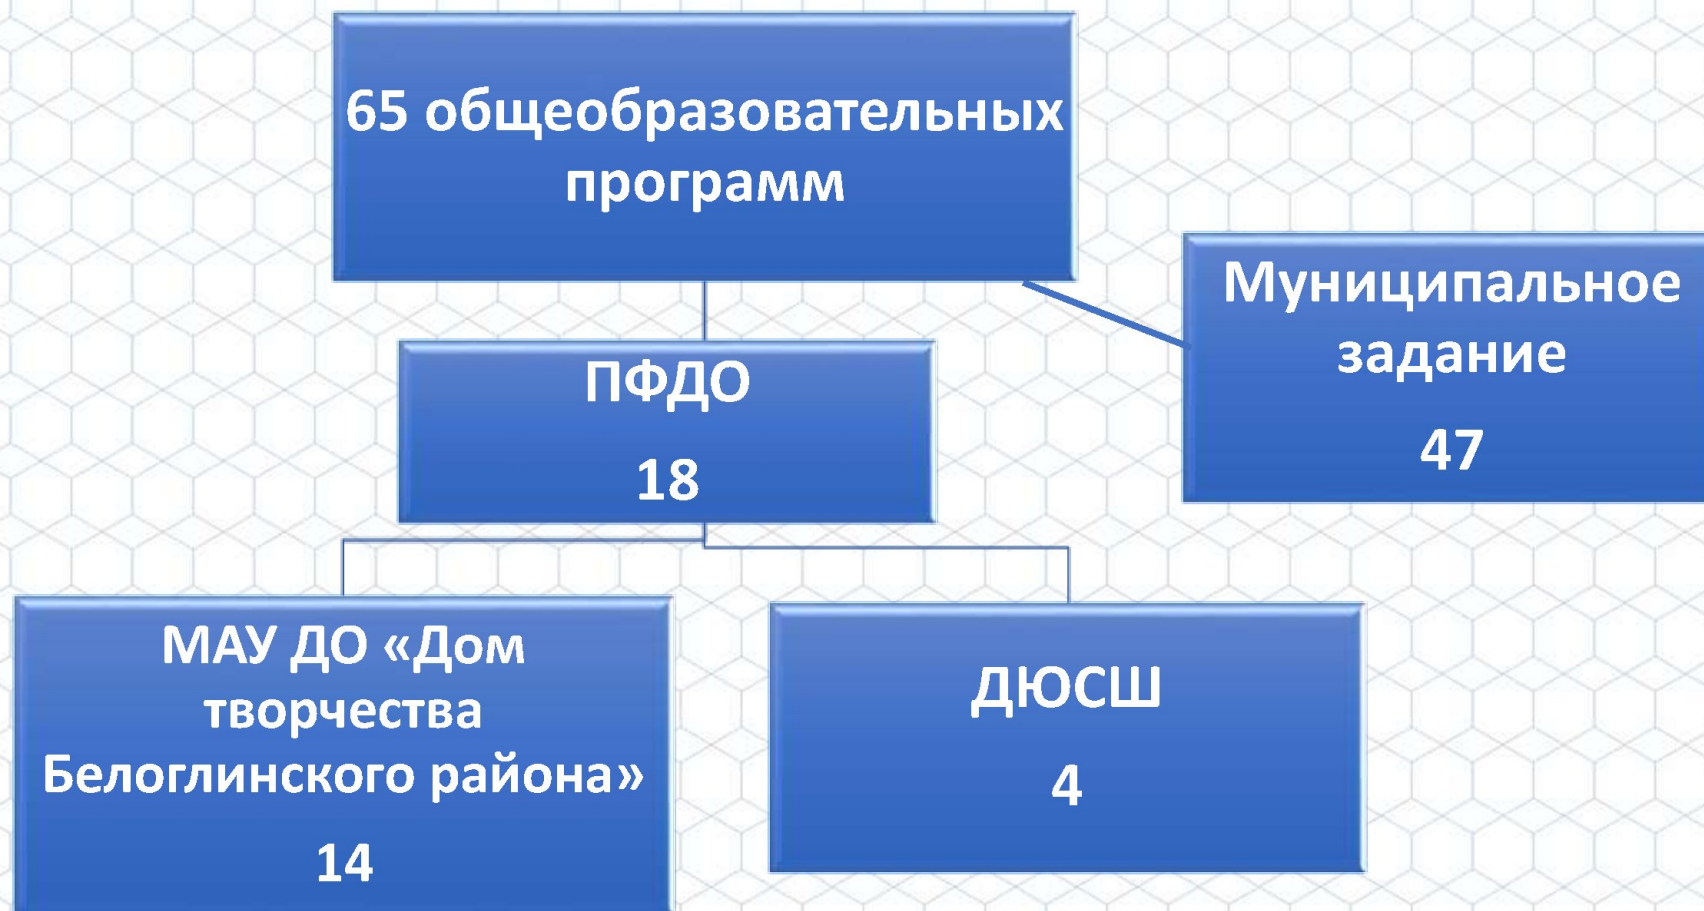 65 общеобразовательных
программ
Муниципальное
задание
47
ПФДО
18
МАУ ДО «Дом
творчества
Белоглинского района»
14
ДЮСШ
4